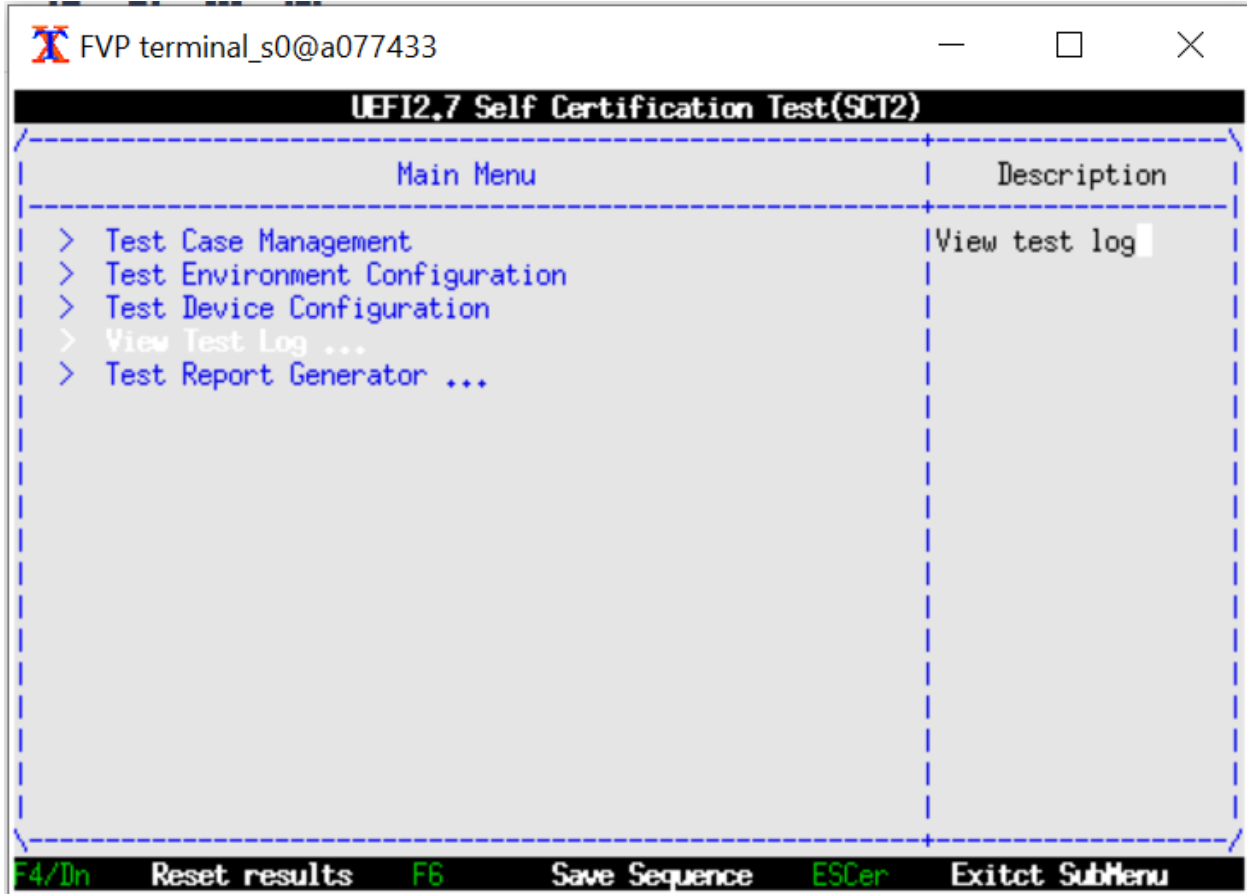 FVP terminal_s0@a077433
UEFI2.7 Self Certification Test(SCT2)
Main Menu
Description
> Test Case Management
View test log
> Test Environment Configuration
> Test Device Configuration
> View Test Log ...
> Test Report Generator ...
F4/Dn Reset results F6 Save Sequence ESCer Exitct SubMenu